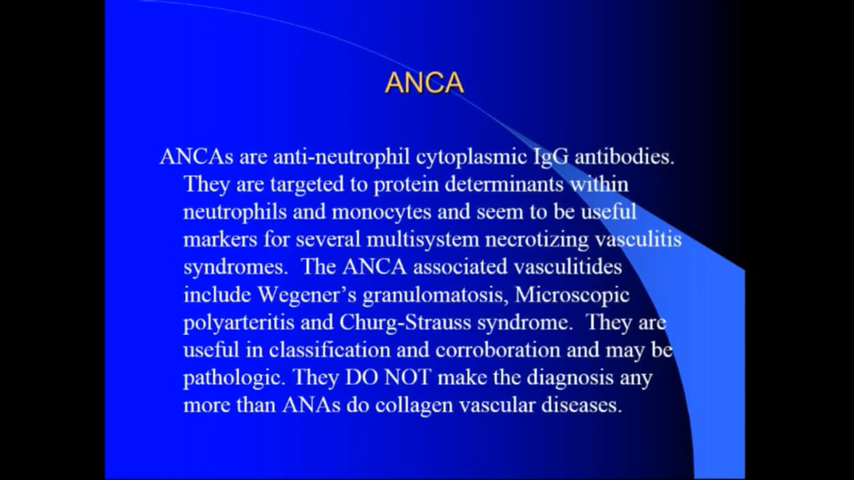 ANCA
ANCAs are anti-neutrophil cytoplasmic IgG antibodies.
They are targeted to protein determinants within
neutrophils and monocytes and seem to be useful
markers for several multisystem necrotizing vasculitis
syndromes.  The ANCA associated vasculitides
include Wegener’s granulomatosis, Microscopic
polyarteritis and Churg-Strauss syndrome.  They are
useful in classification and corroboration and may be
pathologic. They DO NOT make the diagnosis any
more than ANAs do collagen vascular diseases.